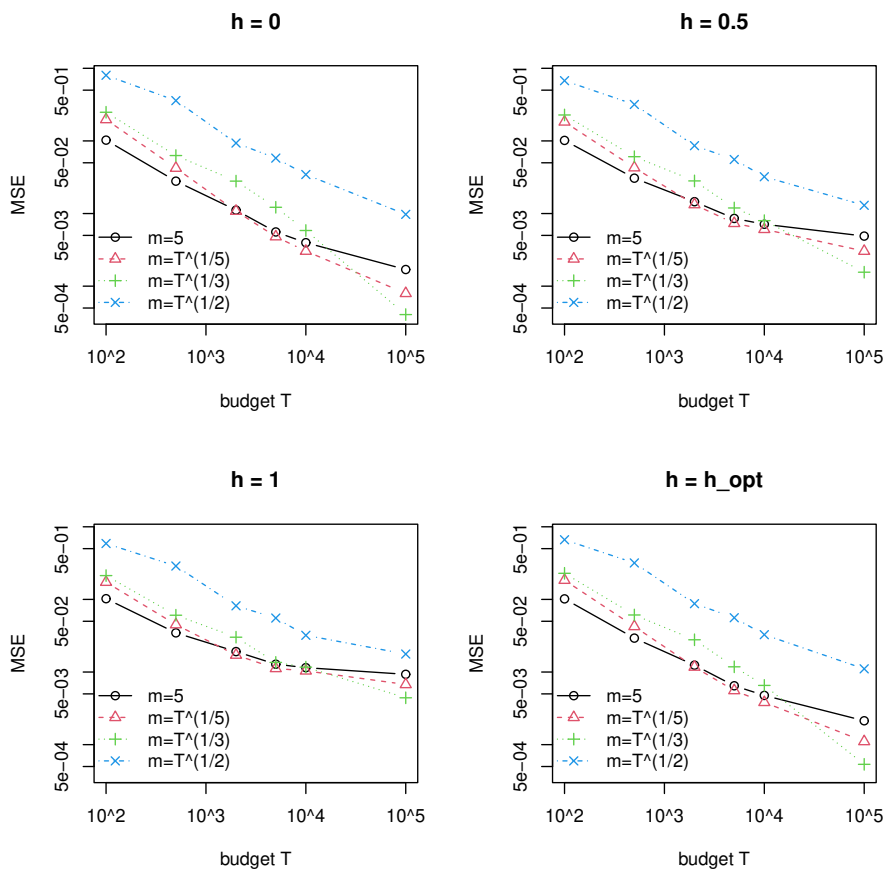 h = 0
MSE
5e−01
5e−02
5e−03
5e−04
m=5
m=T^(1/5)
m=T^(1/3)
m=T^(1/2)
10^2
10^3
10^4
10^5
budget T
h = 0.5
MSE
5e−01
5e−02
5e−03
5e−04
m=5
m=T^(1/5)
m=T^(1/3)
m=T^(1/2)
10^2
10^3
10^4
10^5
budget T
h = 1
MSE
5e−01
5e−02
5e−03
5e−04
m=5
m=T^(1/5)
m=T^(1/3)
m=T^(1/2)
10^2
10^3
10^4
10^5
budget T
h = h_opt
MSE
5e−01
5e−02
5e−03
5e−04
m=5
m=T^(1/5)
m=T^(1/3)
m=T^(1/2)
10^2
10^3
10^4
10^5
budget T